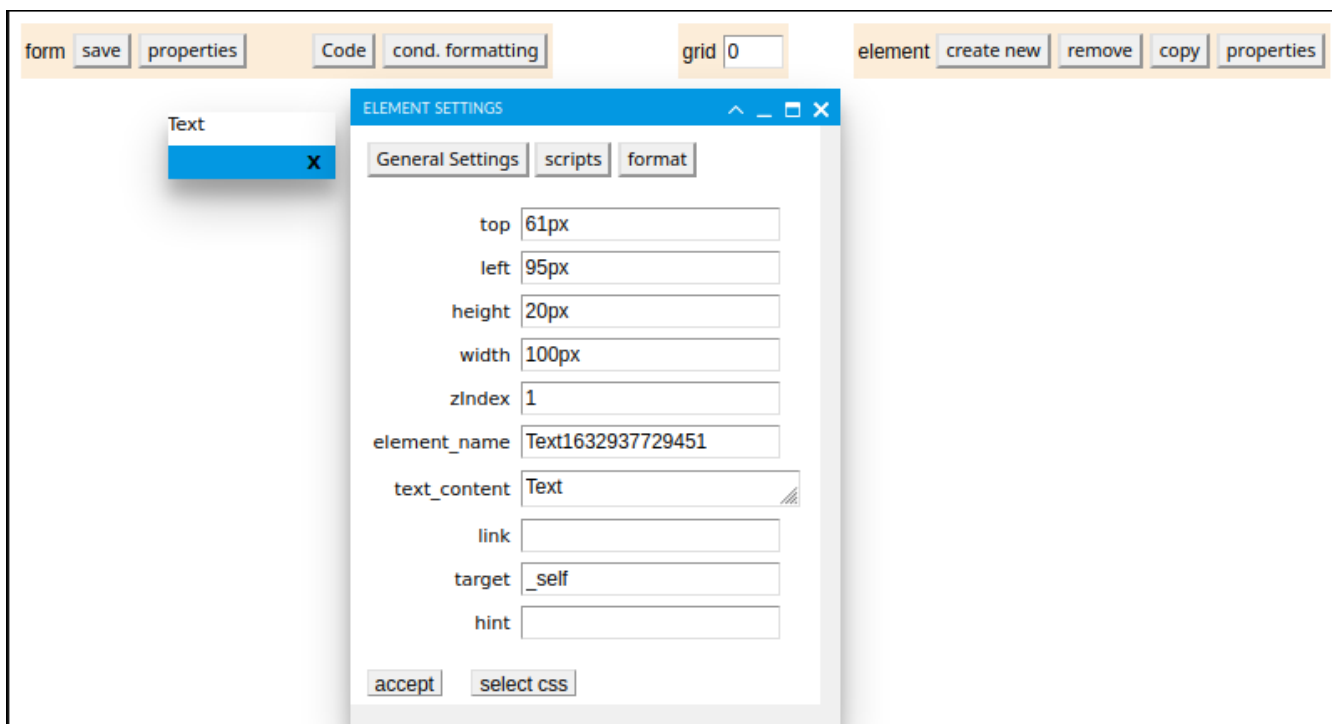 form save properties Code cond. formatting grid 0 element create new remove copy properties
Text
x
ELEMENT SETTINGS
General Settings scripts format
top 61px
left 95px
height 20px
width 100px
zIndex 1
element_name Text1632937729451
text_content Text
link
target _self
hint
accept select css